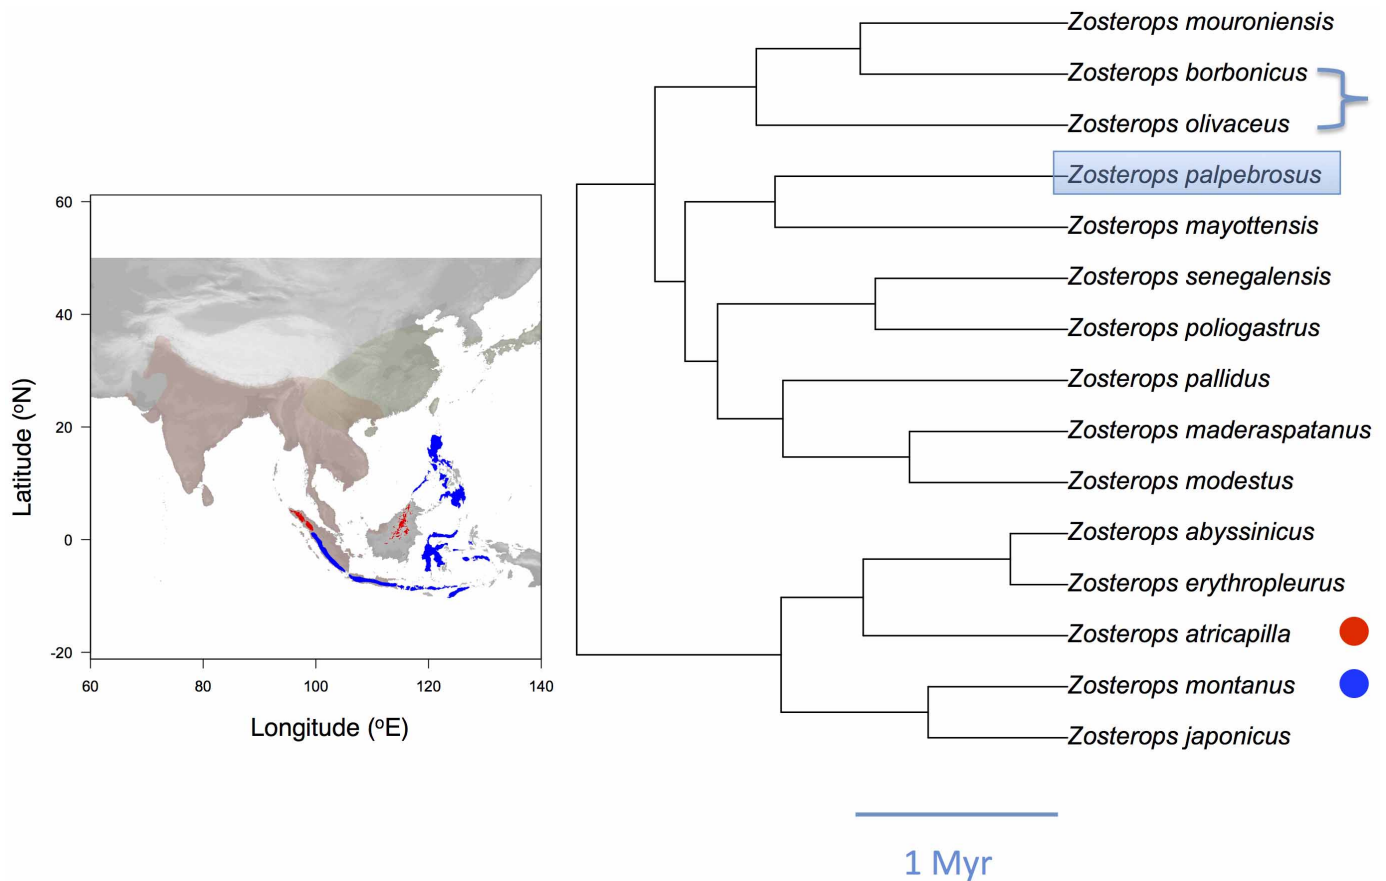 Zosterops mouroniensis
Zosterops borbonicus
Zosterops olivaceus
Zosterops palpebrosus
Zosterops mayottensis
Zosterops senegalensis
Zosterops poliogastrus
Zosterops pallidus
Zosterops maderaspatanus
Zosterops modestus
Zosterops abyssinicus
Zosterops erythropleurus
Zosterops atricapilla
Zosterops montanus
Zosterops japonicus
1 Myr
60
40
20
0
-20
Latitude (oN)
60 80 100 120 140
Longitude (oE)